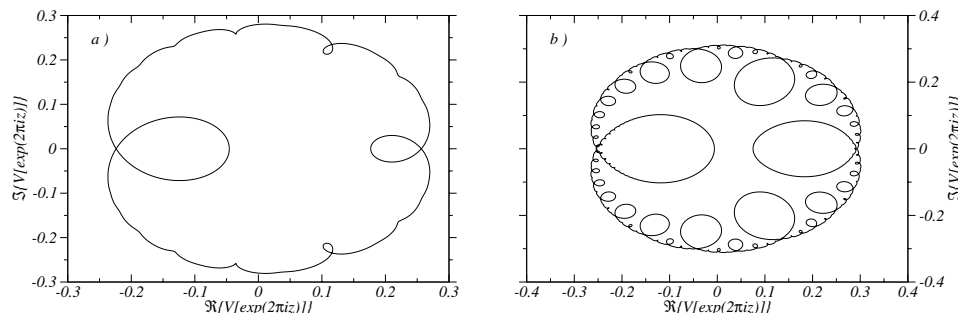 a )
0.3
0.2
0.1
0
-0.1
-0.2
-0.3
-0.3 -0.2 -0.1 0 0.1 0.2 0.3
ℑ{V[exp(2πiz)]}
ℜ{V[exp(2πiz)]}
b )
0.4
0.2
0
-0.2
-0.4
-0.4 -0.3 -0.2 -0.1 0 0.1 0.2 0.3 0.4
ℜ{V[exp(2πiz)]}
ℑ{V[exp(2πiz)]}